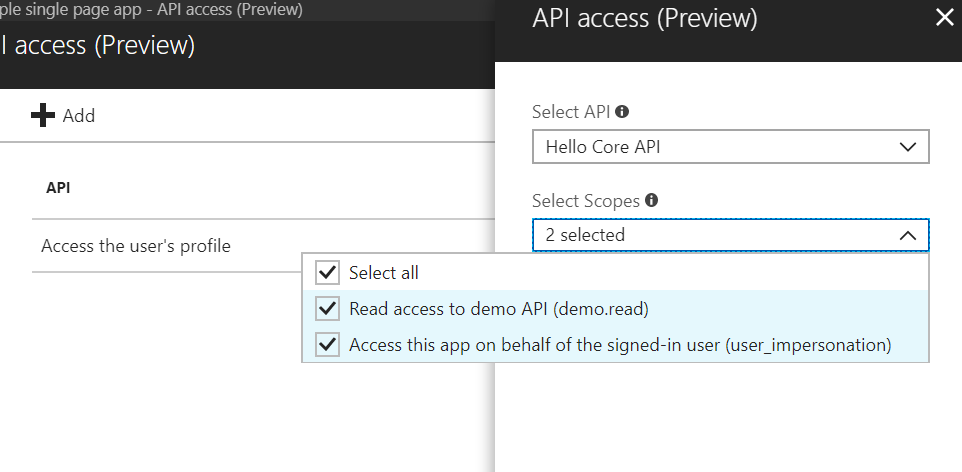 ple single page app - API access (Preview)
I access (Preview)
Add
API
Access the user's profile
API access (Preview)
Select API
Hello Core API
Select Scopes
2 selected
Select all
Read access to demo API (demo.read)
Access this app on behalf of the signed-in user (user_impersonation)